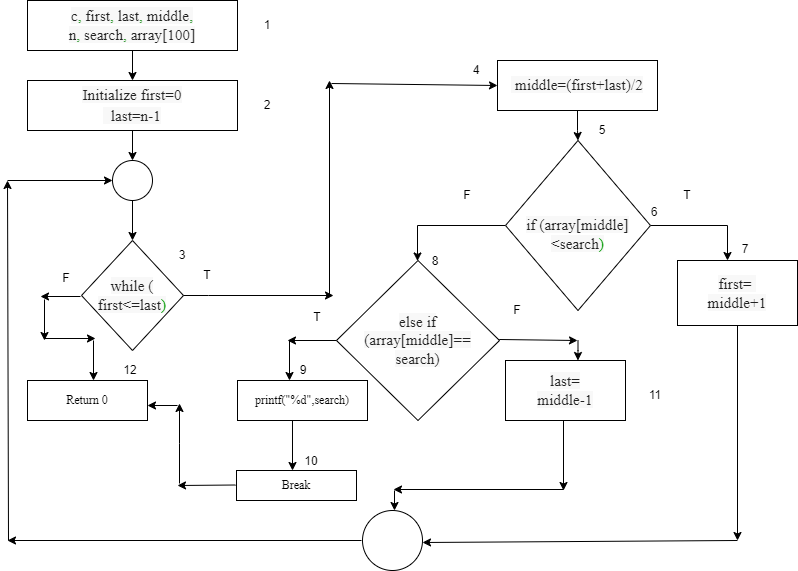 c, first, last, middle,
n, search, array[100]
1
Initialize first=0
last=n-1
2
3
while (
first<=last)
F
T
4
middle=(first+last)/2
5
if (array[middle]
<search)
F
6
T
7
first=
middle+1
8
else if
(array[middle]==
search)
T
F
9
printf("%d",search)
10
Break
last=
middle-1
11
12
Return 0